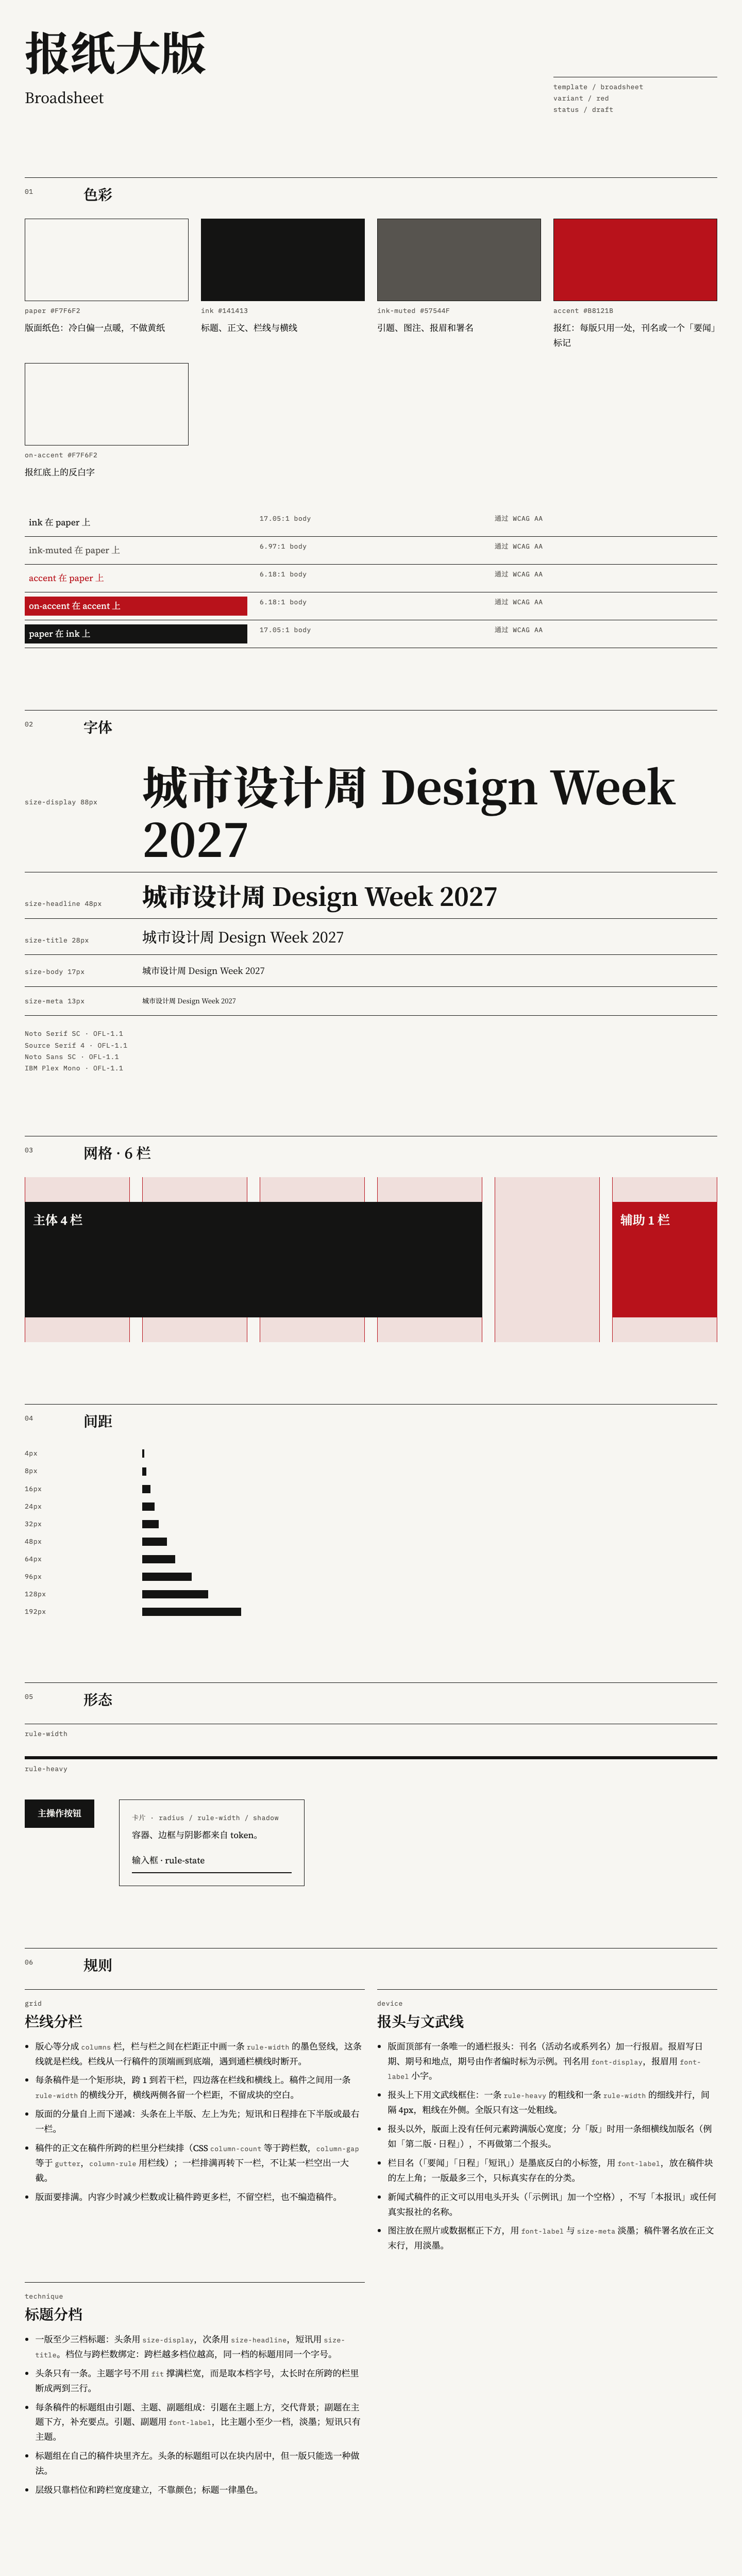 报纸大版
Broadsheet
template / broadsheet
variant / red
status / draft
01
色彩
paper #F7F6F2
版面纸色：冷白偏一点暖，不做黄纸
ink #141413
标题、正文、栏线与横线
ink-muted #57544F
引题、图注、报眉和署名
accent #B81218
报红：每版只用一处，刊名或一个「要闻」
标记
on-accent #F7F6F2
报红底上的反白字
ink 在 paper 上
17.05:1 body
通过 WCAG AA
ink-muted 在 paper 上
6.97:1 body
通过 WCAG AA
accent 在 paper 上
6.18:1 body
通过 WCAG AA
on-accent 在 accent 上
6.18:1 body
通过 WCAG AA
paper 在 ink 上
17.05:1 body
通过 WCAG AA
02
字体
size-display 88px
城市设计周 Design Week
2027
size-headline 48px
城市设计周 Design Week 2027
size-title 28px
城市设计周 Design Week 2027
size-body 17px
城市设计周 Design Week 2027
size-meta 13px
城市设计周 Design Week 2027
Noto Serif SC · OFL-1.1
Source Serif 4 · OFL-1.1
Noto Sans SC · OFL-1.1
IBM Plex Mono · OFL-1.1
03
网格 · 6 栏
主体 4 栏
辅助 1 栏
04
间距
4px
8px
16px
24px
32px
48px
64px
96px
128px
192px
05
形态
rule-width
rule-heavy
主操作按钮
卡片 · radius / rule-width / shadow
容器、边框与阴影都来自 token。
输入框 · rule-state
06
规则
grid
栏线分栏
版心等分成 columns 栏，栏与栏之间在栏距正中画一条 rule-width 的墨色竖线，这条
线就是栏线。栏线从一行稿件的顶端画到底端，遇到通栏横线时断开。
每条稿件是一个矩形块，跨 1 到若干栏，四边落在栏线和横线上。稿件之间用一条
rule-width 的横线分开，横线两侧各留一个栏距，不留成块的空白。
版面的分量自上而下递减：头条在上半版、左上为先；短讯和日程排在下半版或最右
一栏。
稿件的正文在稿件所跨的栏里分栏续排（CSS column-count 等于跨栏数，column-gap
等于 gutter，column-rule 用栏线）；一栏排满再转下一栏，不让某一栏空出一大
截。
版面要排满。内容少时减少栏数或让稿件跨更多栏，不留空栏，也不编造稿件。
device
报头与文武线
版面顶部有一条唯一的通栏报头：刊名（活动名或系列名）加一行报眉。报眉写日
期、期号和地点，期号由作者编时标为示例。刊名用 font-display，报眉用 font-
label 小字。
报头上下用文武线框住：一条 rule-heavy 的粗线和一条 rule-width 的细线并行，间
隔 4px，粗线在外侧。全版只有这一处粗线。
报头以外，版面上没有任何元素跨满版心宽度；分「版」时用一条细横线加版名（例
如「第二版 · 日程」），不再做第二个报头。
栏目名（「要闻」「日程」「短讯」）是墨底反白的小标签，用 font-label，放在稿件块
的左上角；一版最多三个，只标真实存在的分类。
新闻式稿件的正文可以用电头开头（「示例讯」加一个空格），不写「本报讯」或任何
真实报社的名称。
图注放在照片或数据框正下方，用 font-label 与 size-meta 淡墨；稿件署名放在正文
末行，用淡墨。
technique
标题分档
一版至少三档标题：头条用 size-display，次条用 size-headline，短讯用 size-
title。档位与跨栏数绑定：跨栏越多档位越高，同一档的标题用同一个字号。
头条只有一条。主题字号不用 fit 撑满栏宽，而是取本档字号，太长时在所跨的栏里
断成两到三行。
每条稿件的标题组由引题、主题、副题组成：引题在主题上方，交代背景；副题在主
题下方，补充要点。引题、副题用 font-label，比主题小至少一档，淡墨；短讯只有
主题。
标题组在自己的稿件块里齐左。头条的标题组可以在块内居中，但一版只能选一种做
法。
层级只靠档位和跨栏宽度建立，不靠颜色；标题一律墨色。